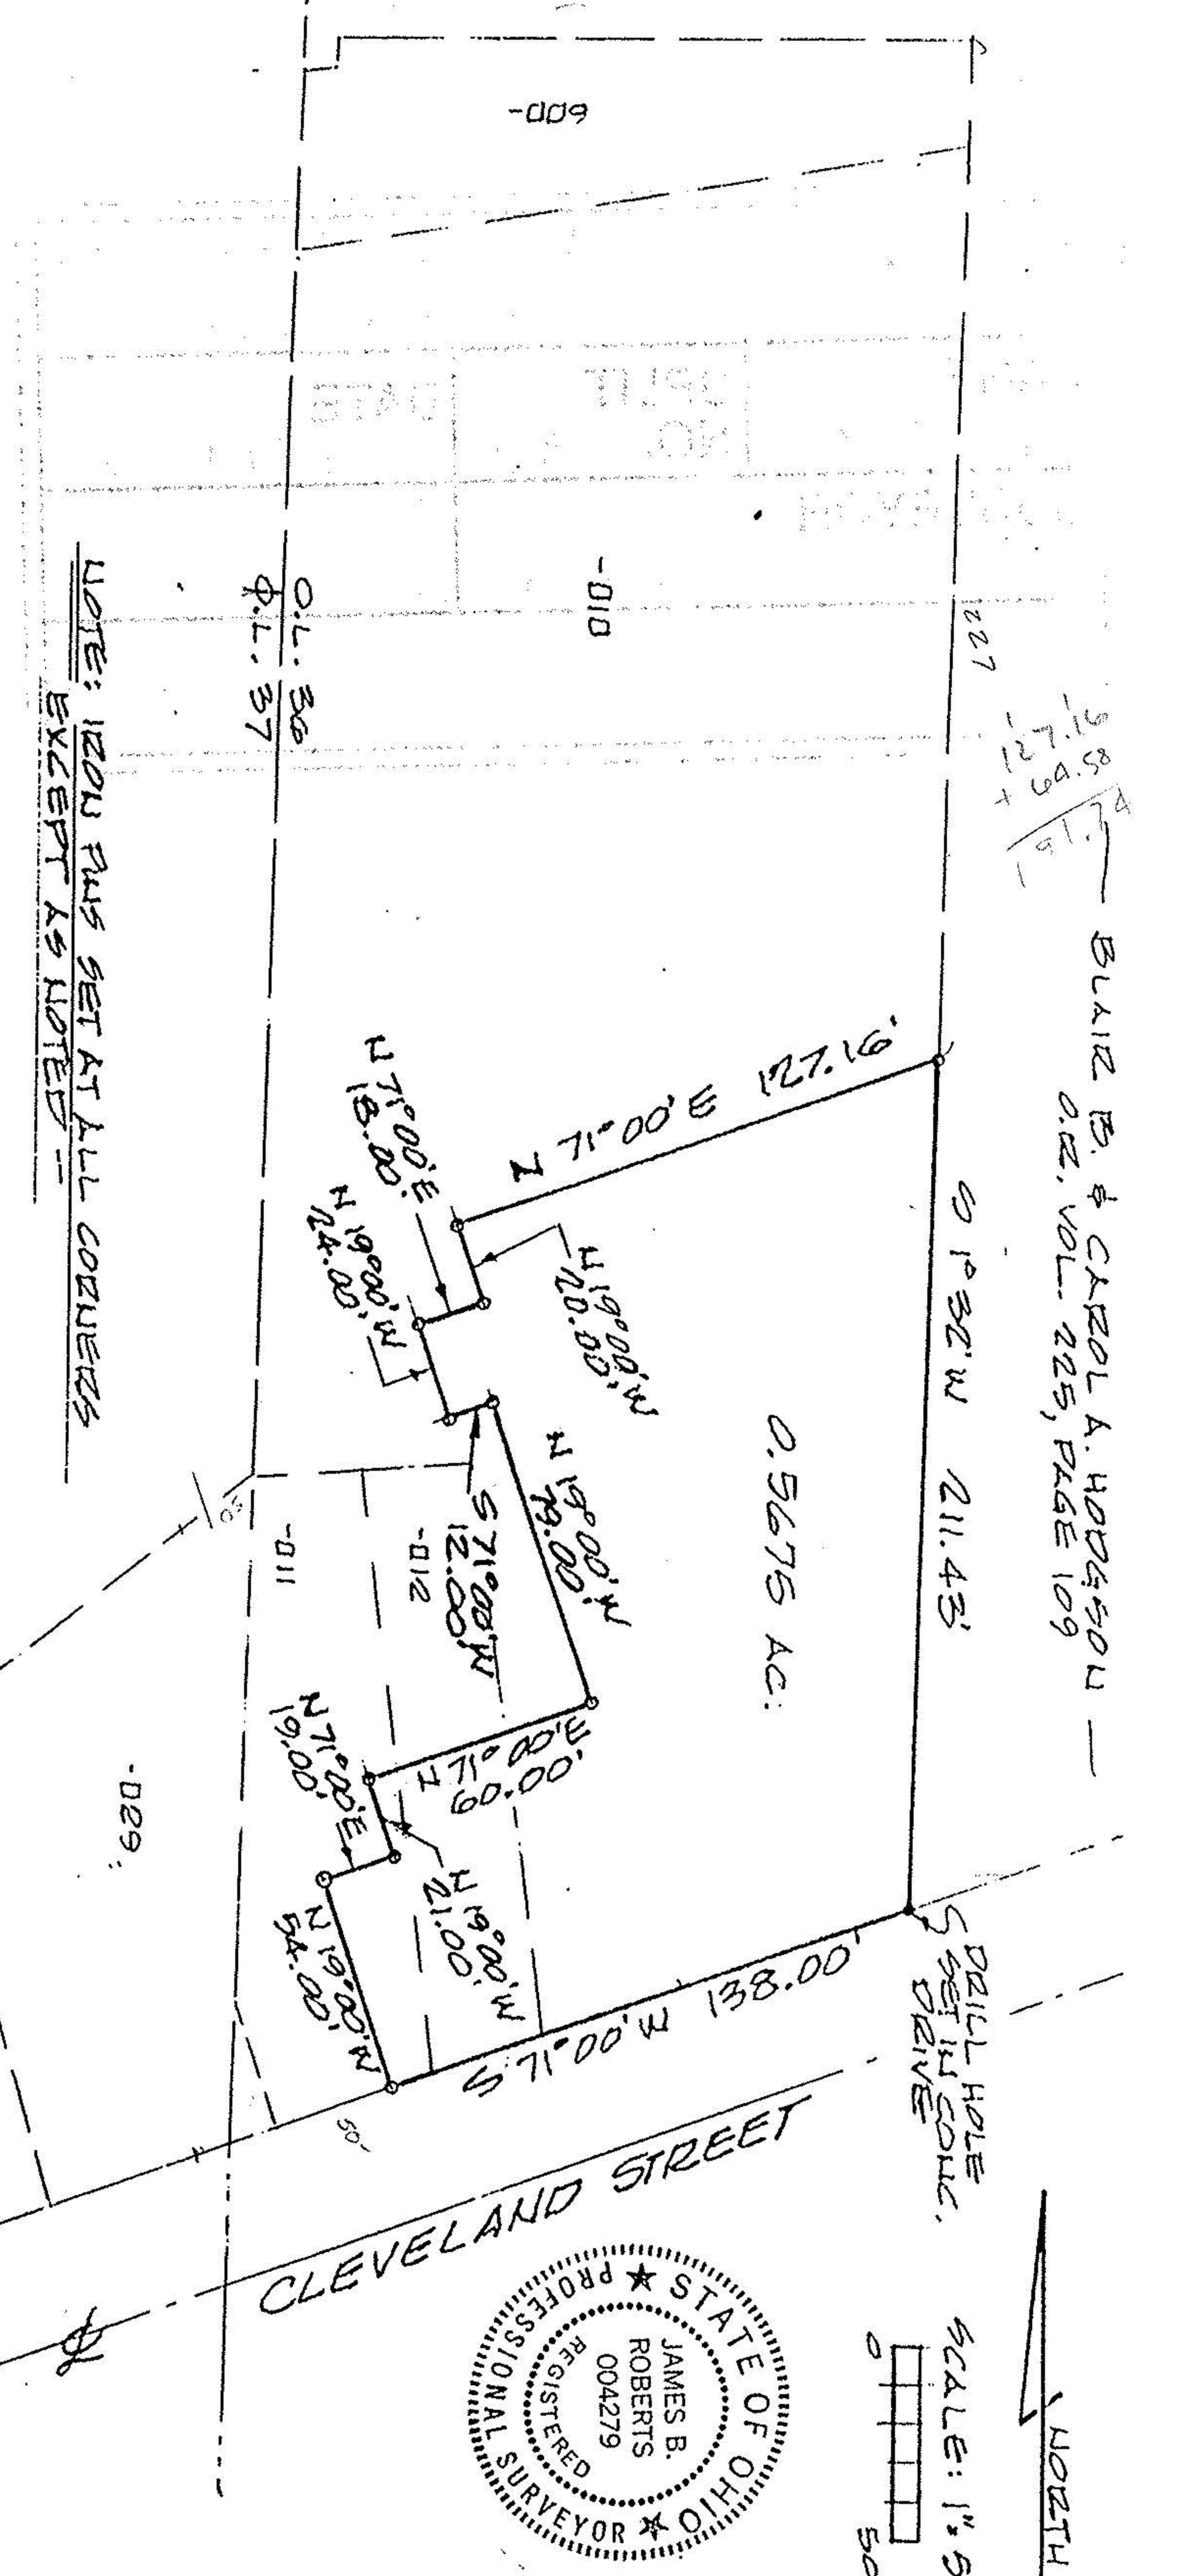 -009
-010
227
127.16
+ 64.58
191.74
— BLAIR B. & CAROL A. HODGSON —
O.R. VOL. 225, PAGE 109
O.L. 36
O.L. 37
NOTE: IRON PINS SET AT ALL CORNERS
EXCEPT AS NOTED --
N 71°00'E 127.16'
S 1°32'W 211.43'
N 71°00'E
18.00'
N 19°00'W
20.00'
N 19°00'W
24.00'
N 19°00'W
79.00'
S 71°00'W
12.00'
0.5675 AC.
-011
-012
-029
50
N 71°00'E
60.00'
N 71°00'E
19.00'
N 19°00'W
21.00'
N 19°00'W
54.00'
S 71°00'W 138.00'
50
DRILL HOLE
SET IN CONC.
DRIVE
CLEVELAND STREET
STATE OF OHIO
JAMES B.
ROBERTS
004279
REGISTERED
PROFESSIONAL SURVEYOR
NORTH
SCALE: 1"=5
0 50